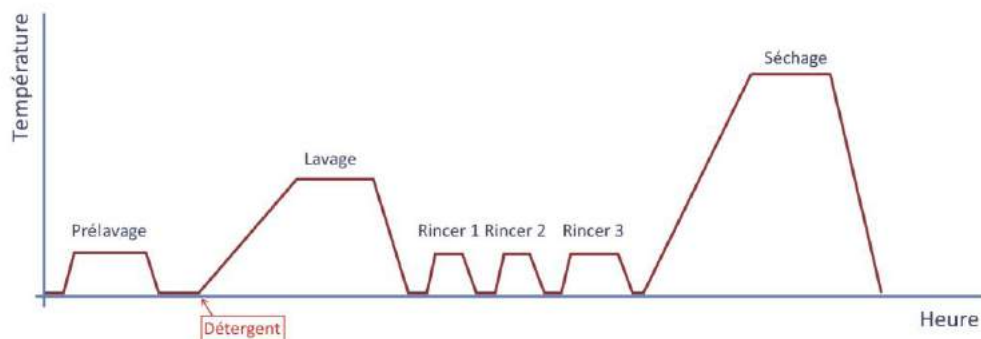 Température
Séchage
Lavage
Prélavage
Rincer 1 Rincer 2 Rincer 3
Détergent
Heure